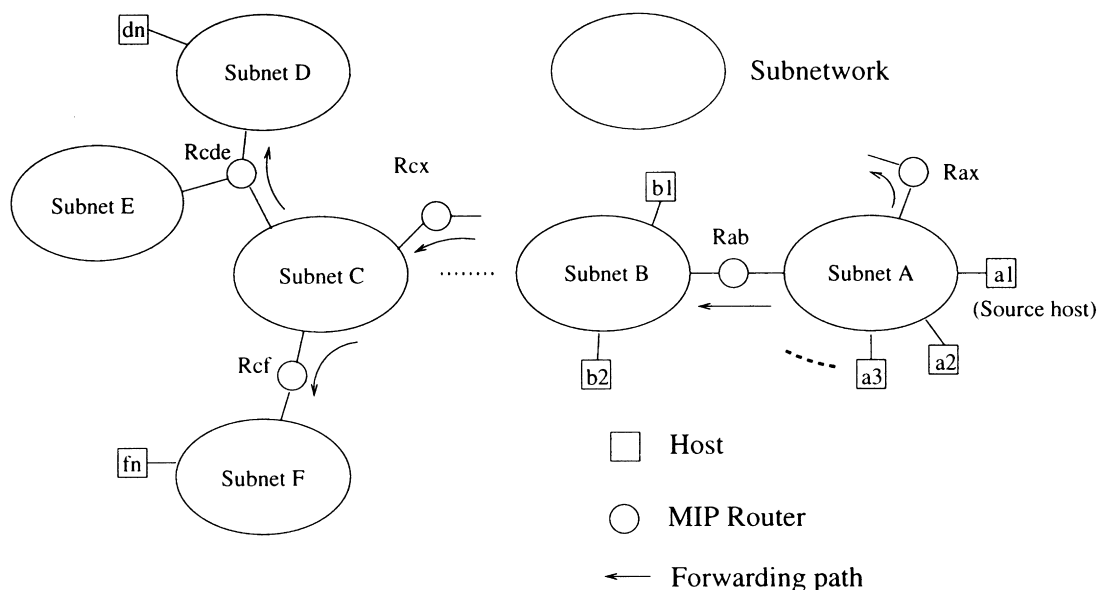 dn
Subnet D
Subnetwork
Rcde
Rcx
Rax
Subnet E
b1
Rab
Subnet C
Subnet B
Subnet A
a1
(Source host)
Rcf
b2
a3
a2
Host
fn
Subnet F
MIP Router
Forwarding path